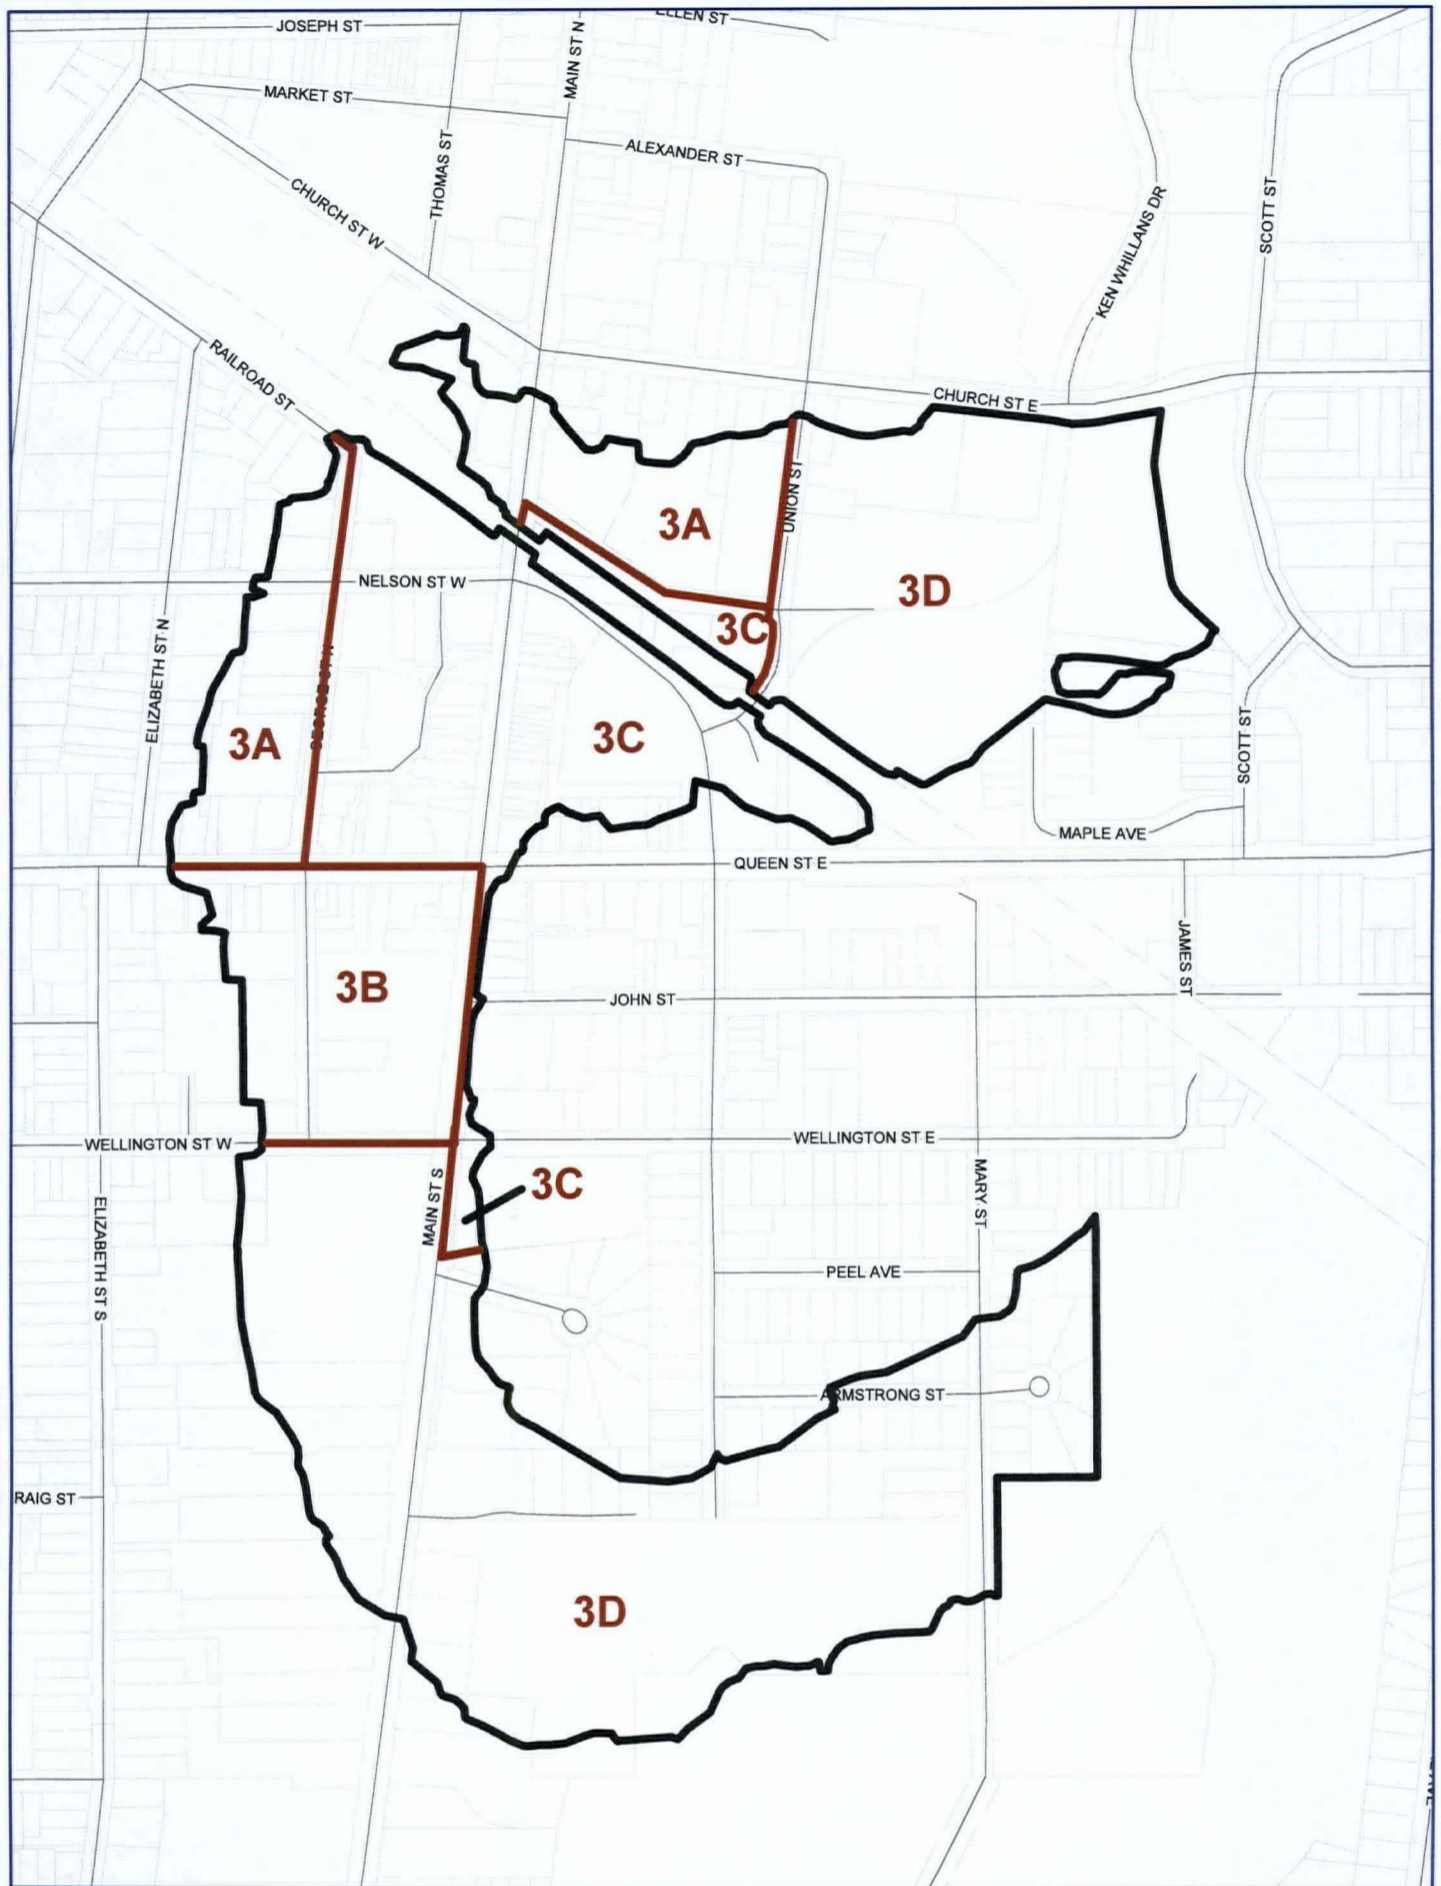 JOSEPH ST
ELLEN ST
MAIN ST N
MARKET ST
THOMAS ST
ALEXANDER ST
CHURCH ST W
KEN WHILLANS DR
SCOTT ST
RAILROAD ST
CHURCH ST E
UNION ST
3A
3D
NELSON ST W
3C
ELIZABETH ST N
3A
3C
SCOTT ST
MAPLE AVE
QUEEN ST E
JAMES ST
3B
JOHN ST
WELLINGTON ST W
WELLINGTON ST E
MAIN ST S
3C
MARY ST
ELIZABETH ST S
PEEL AVE
ARMSTRONG ST
RAIG ST
3D